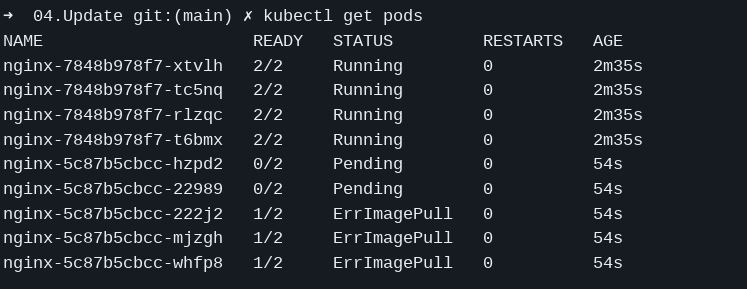 ➜  04.Update git:(main) ✗ kubectl get pods
NAME                     READY   STATUS         RESTARTS   AGE
nginx-7848b978f7-xtvlh   2/2     Running        0          2m35s
nginx-7848b978f7-tc5nq   2/2     Running        0          2m35s
nginx-7848b978f7-rlzqc   2/2     Running        0          2m35s
nginx-7848b978f7-t6bmx   2/2     Running        0          2m35s
nginx-5c87b5cbcc-hzpd2   0/2     Pending        0          54s
nginx-5c87b5cbcc-22989   0/2     Pending        0          54s
nginx-5c87b5cbcc-222j2   1/2     ErrImagePull   0          54s
nginx-5c87b5cbcc-mjzgh   1/2     ErrImagePull   0          54s
nginx-5c87b5cbcc-whfp8   1/2     ErrImagePull   0          54s